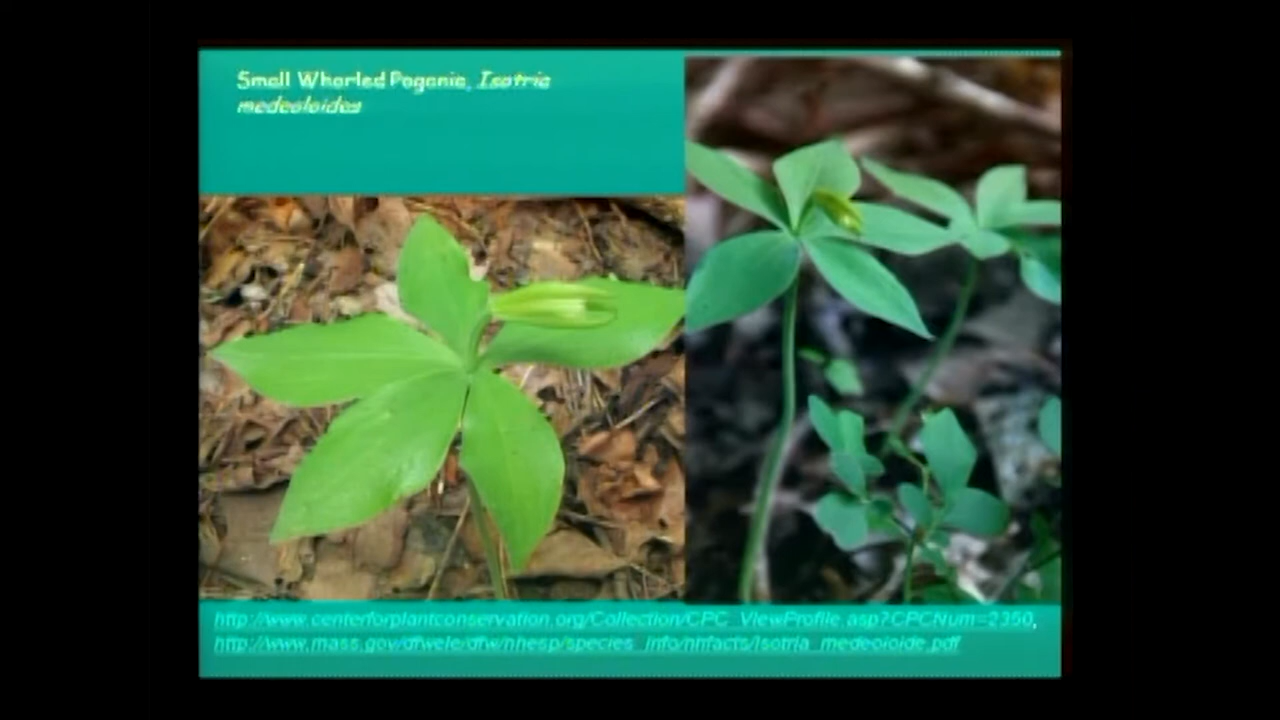 Small Whorled Pogonia, Isotria
medeoloides
http://www.centerforplantconservation.org/Collection/CPC_ViewProfile.asp?CPCNum=2350,
http://www.mass.gov/dfwele/dfw/nhesp/species_info/nhfacts/isotria_medeoloide.pdf